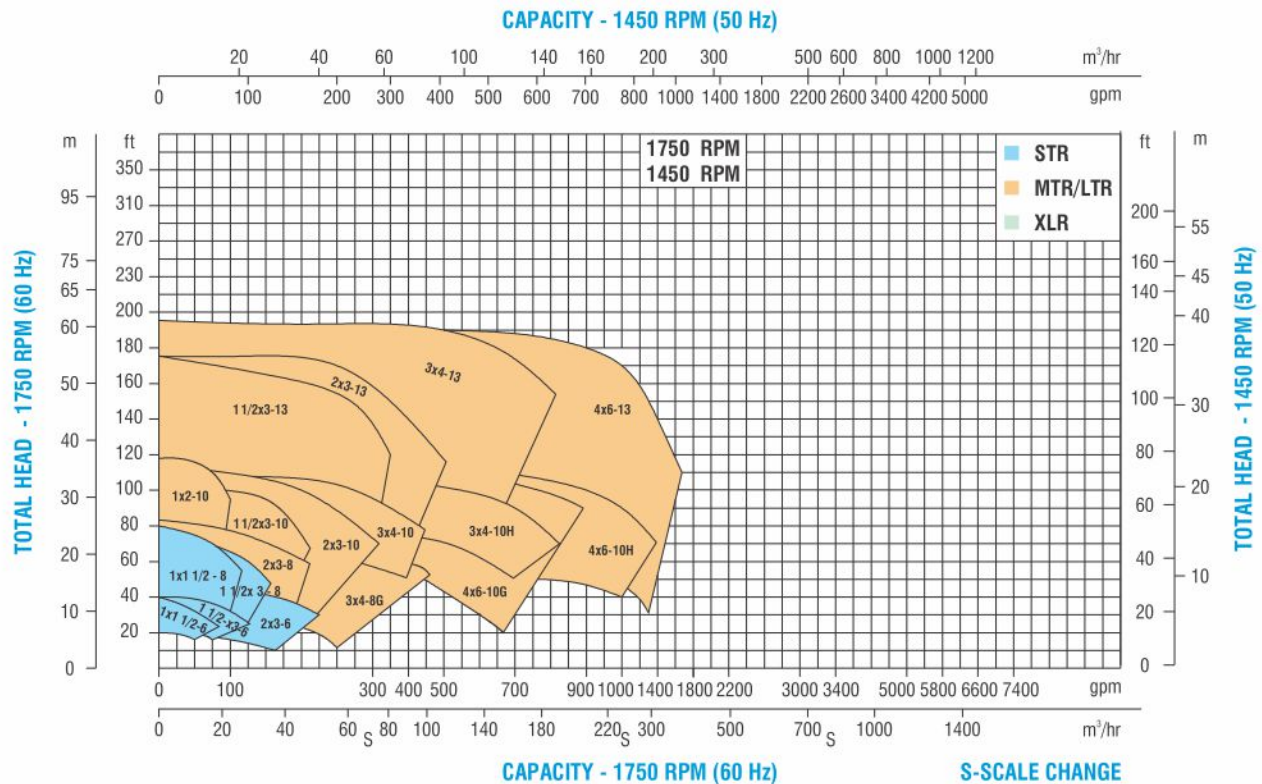 CAPACITY - 1450 RPM (50 Hz)
20 40 60 100 140 160 200 300 500 600 800 1000 1200 m³/hr
0 100 200 300 400 500 600 700 800 1000 1400 1800 2200 2600 3400 4200 5000 gpm
m ft ft m
1750 RPM
1450 RPM
STR
MTR/LTR
XLR
TOTAL HEAD - 1750 RPM (60 Hz)
95
75
65
60
50
40
30
20
10
0
350
310
270
230
200
180
160
140
120
100
80
60
40
20
3x4-13
2x3-13
4x6-13
1 1/2x3-13
1x2-10
1 1/2x3-10
2x3-10
3x4-10
3x4-10H
4x6-10H
2x3-8
1x1 1/2 - 8
1 1/2x 3 - 8
3x4-8G
4x6-10G
1x1 1/2-6
1 1/2-x3-6
2x3-6
200
160
140
120
100
80
60
40
20
0
55
45
40
30
20
10
0
TOTAL HEAD - 1450 RPM (50 Hz)
0 100 300 400 500 700 900 1000 1400 1800 2200 3000 3400 5000 5800 6600 7400 gpm
0 20 40 60 S 80 100 140 180 220 S 300 500 700 S 1000 1400 m³/hr
CAPACITY - 1750 RPM (60 Hz)
S-SCALE CHANGE